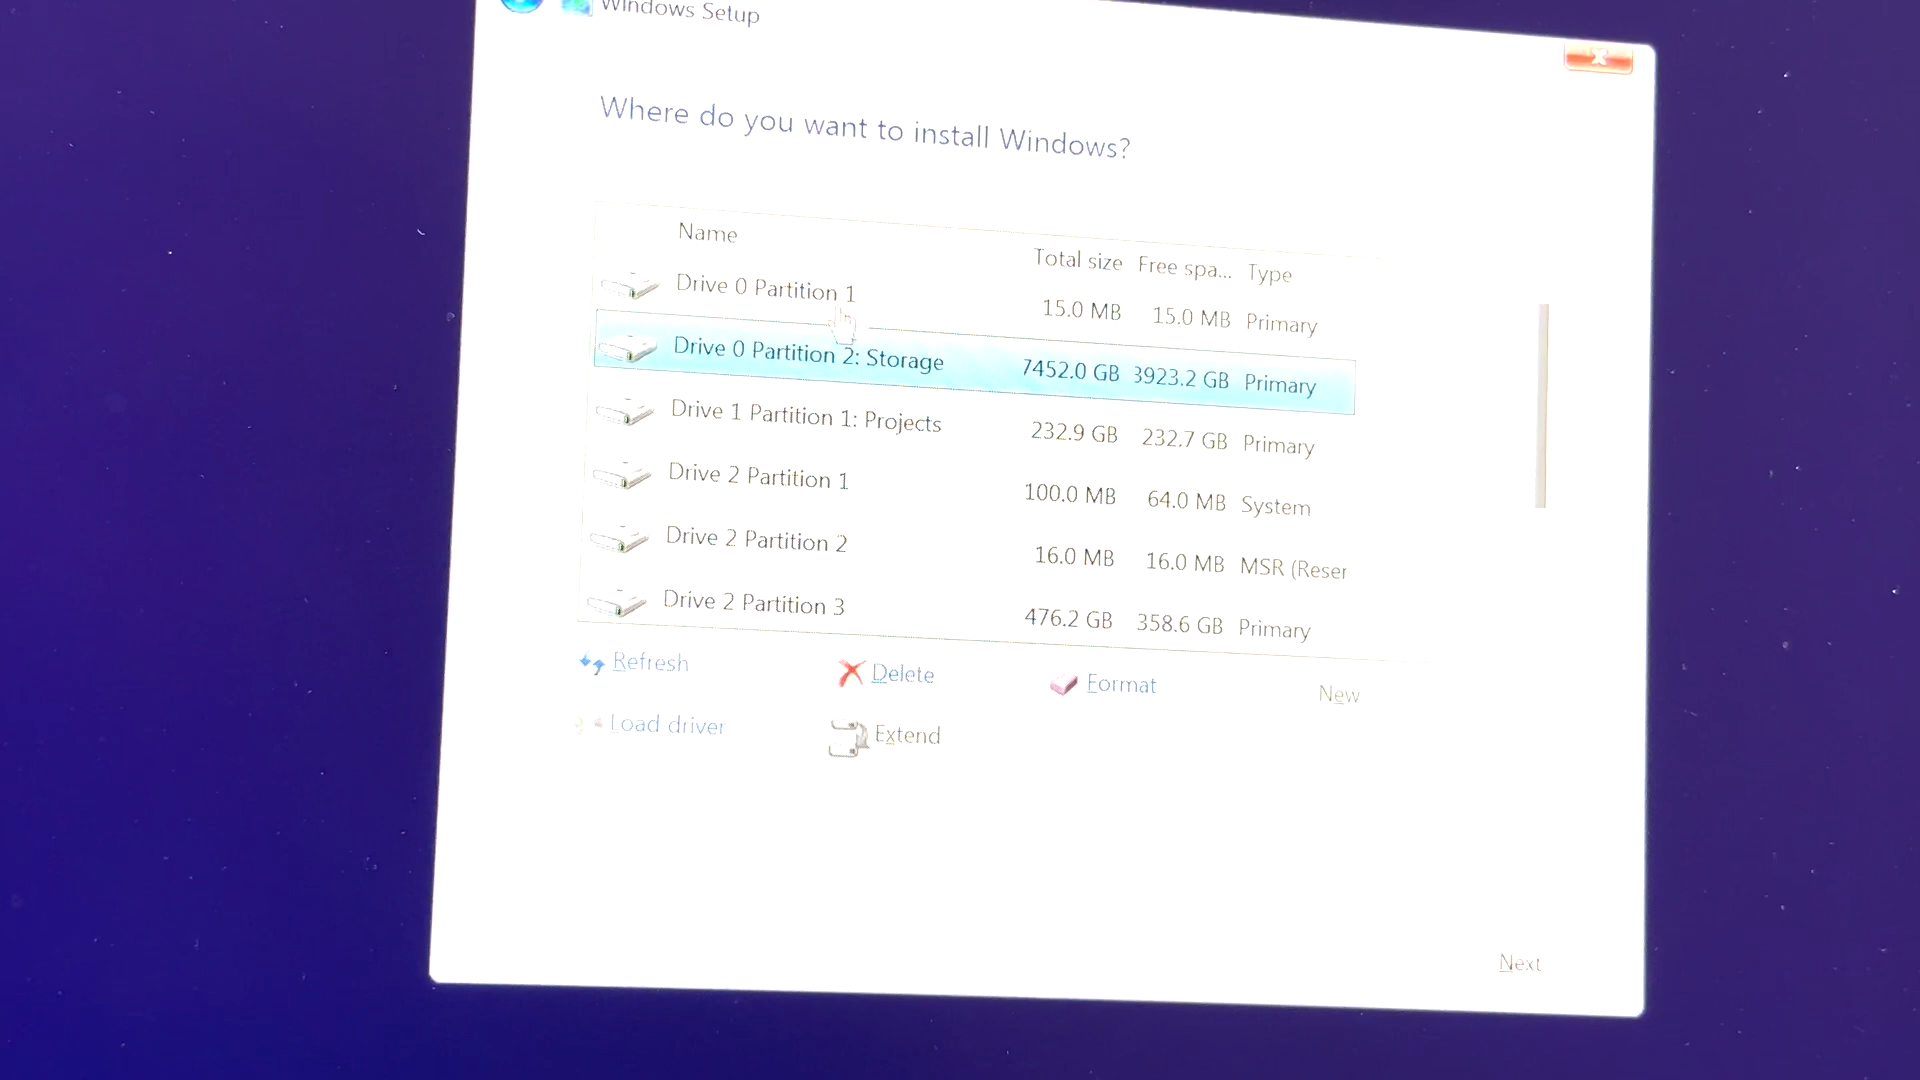 Windows Setup
Where do you want to install Windows?
Name Total size Free spa... Type
Drive 0 Partition 1 15.0 MB 15.0 MB Primary
Drive 0 Partition 2: Storage 7452.0 GB 3923.2 GB Primary
Drive 1 Partition 1: Projects 232.9 GB 232.7 GB Primary
Drive 2 Partition 1 100.0 MB 64.0 MB System
Drive 2 Partition 2 16.0 MB 16.0 MB MSR (Reser
Drive 2 Partition 3 476.2 GB 358.6 GB Primary
Refresh Delete Format New
Load driver Extend
Next